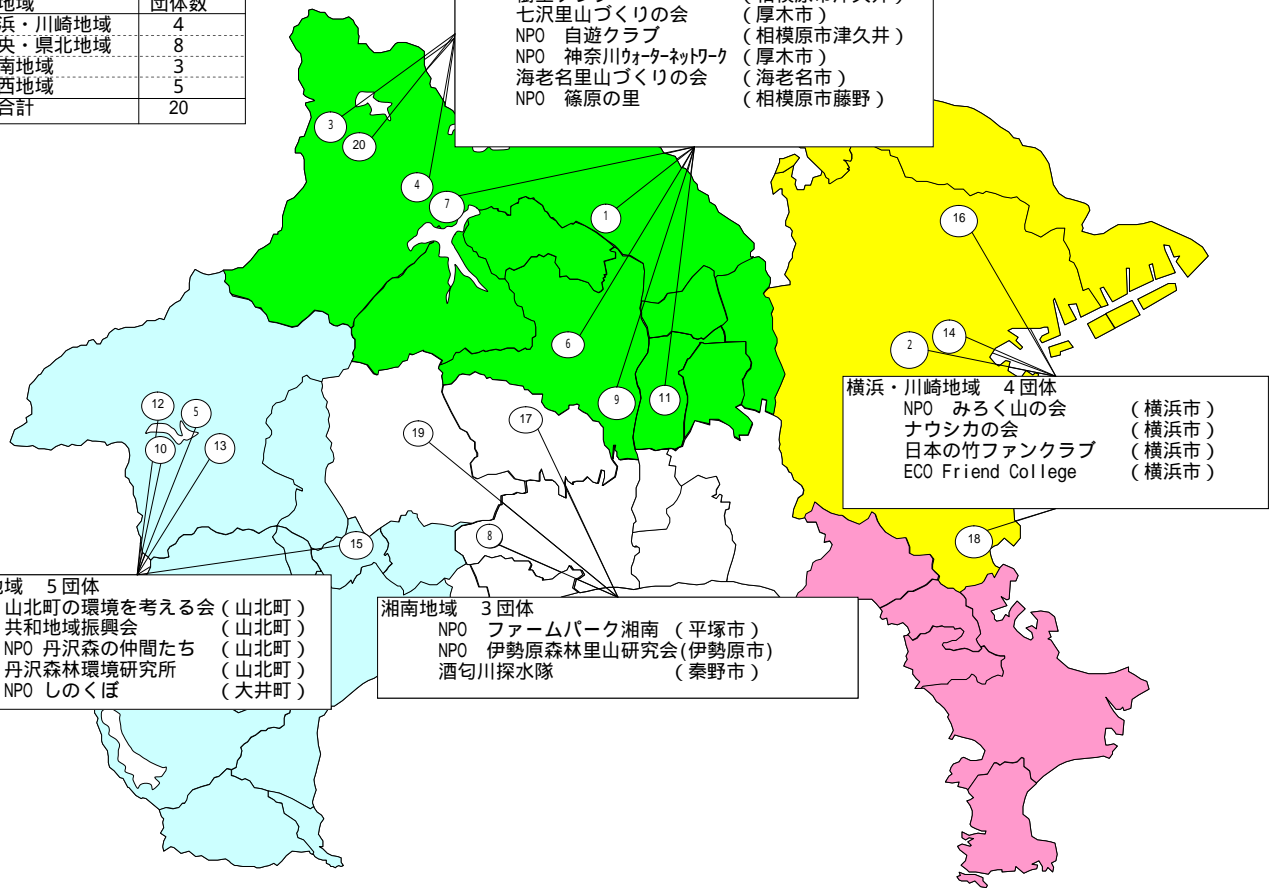 地域 団体数
浜・川崎地域 4
央・県北地域 8
南地域 3
西地域 5
合計 20
七沢里山づくりの会 （厚木市）
NPO 自遊クラブ （相模原市津久井）
NPO 神奈川ウォーターネットワーク （厚木市）
海老名里山づくりの会 （海老名市）
NPO 篠原の里 （相模原市藤野）
3
20
4
7
1
16
6
2
14
9
11
横浜・川崎地域 4団体
NPO みろく山の会 （横浜市）
ナウシカの会 （横浜市）
日本の竹ファンクラブ （横浜市）
ECO Friend College （横浜市）
12
5
10
13
19
17
8
15
18
地域 5団体
山北町の環境を考える会（山北町）
共和地域振興会 （山北町）
NPO 丹沢森の仲間たち （山北町）
丹沢森林環境研究所 （山北町）
NPO しのくぼ （大井町）
湘南地域 3団体
NPO ファームパーク湘南 （平塚市）
NPO 伊勢原森林里山研究会(伊勢原市)
酒匂川探水隊 （秦野市）